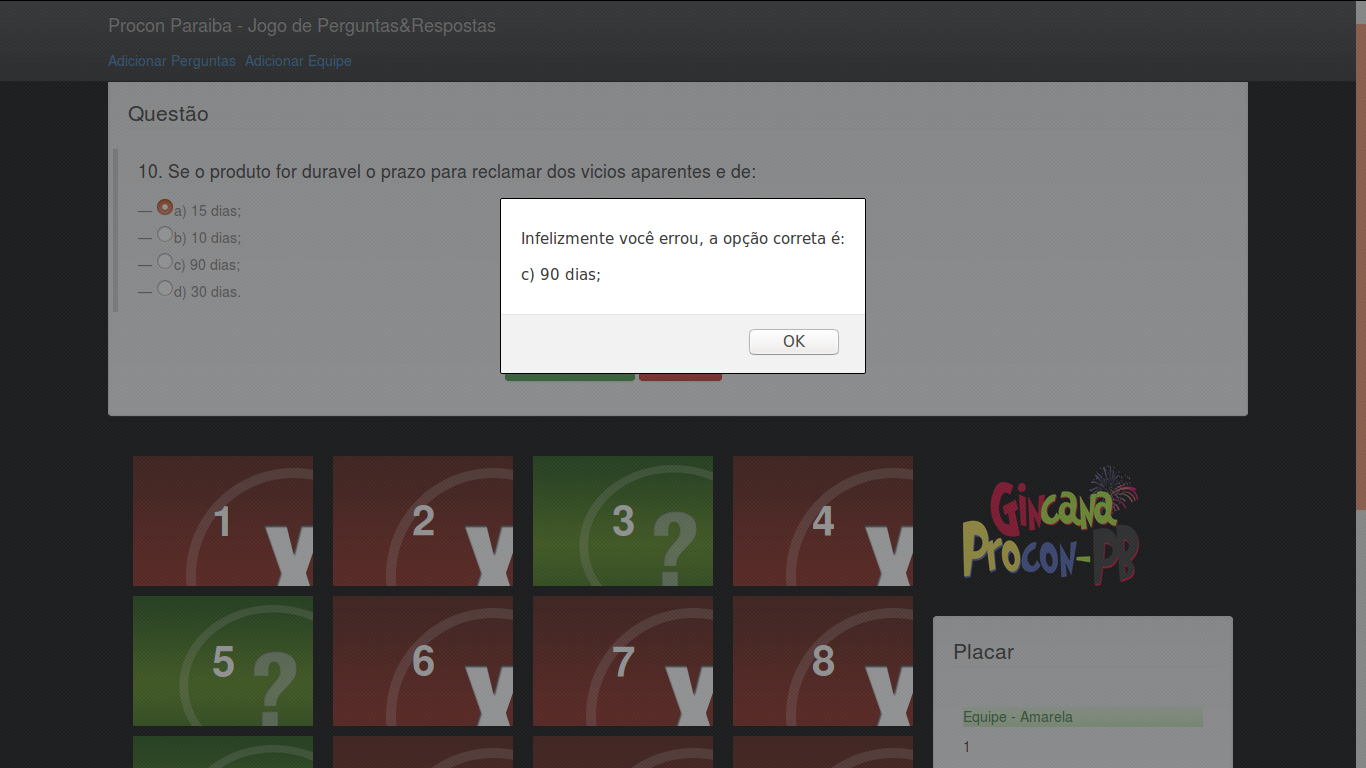 Procon Paraiba - Jogo de Perguntas&Respostas
Adicionar Perguntas Adicionar Equipe
Questão
10. Se o produto for duravel o prazo para reclamar dos vicios aparentes e de:
— a) 15 dias;
— b) 10 dias;
— c) 90 dias;
— d) 30 dias.
Infelizmente você errou, a opção correta é:
c) 90 dias;
OK
1
2
3 ?
4
Gincana
Procon-PB
5 ?
6
7
8
Placar
Equipe - Amarela
1